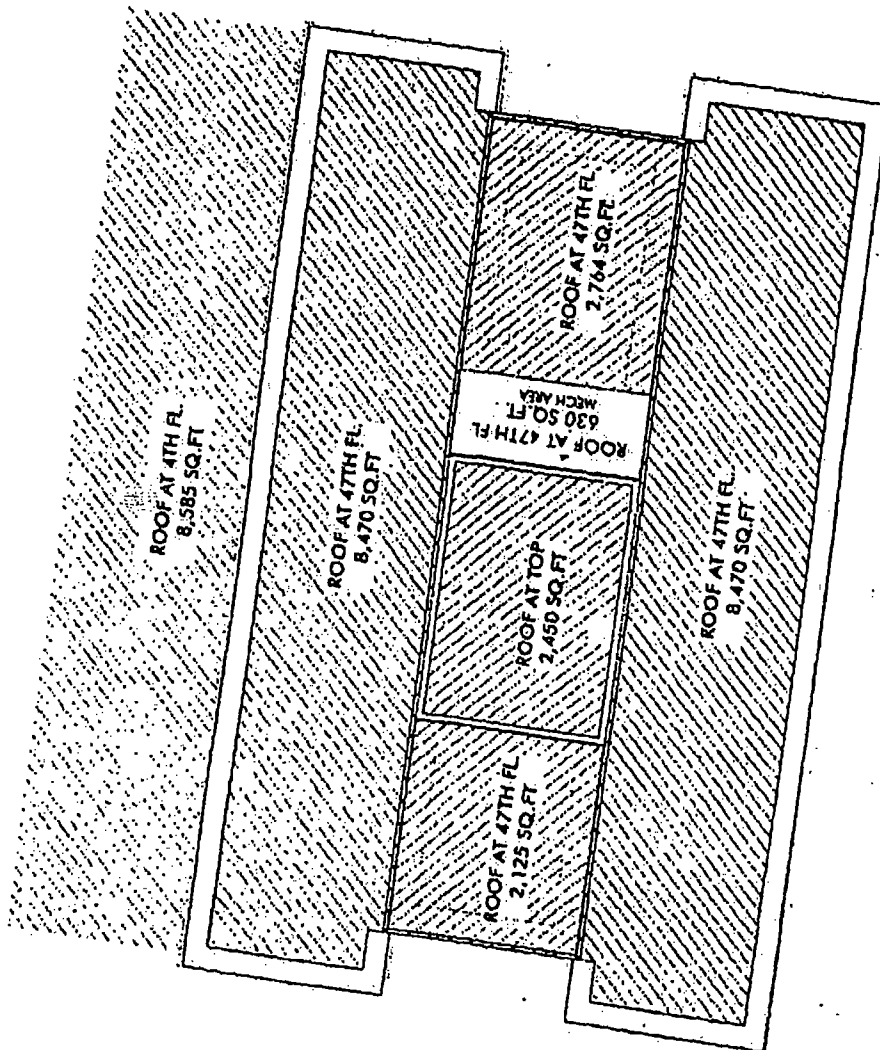 ROOF AT 4TH FL.
8,585 SQ.FT
ROOF AT 47TH FL.
8,470 SQ.FT
ROOF AT 47TH FL.
2,764 SQ.FT.
ROOF AT 47TH FL
630 SQ.FT.
MECH AREA
ROOF AT TOP
2,450 SQ.FT
ROOF AT 47TH FL.
2,125 SQ.FT
ROOF AT 47TH FL.
8,470 SQ.FT